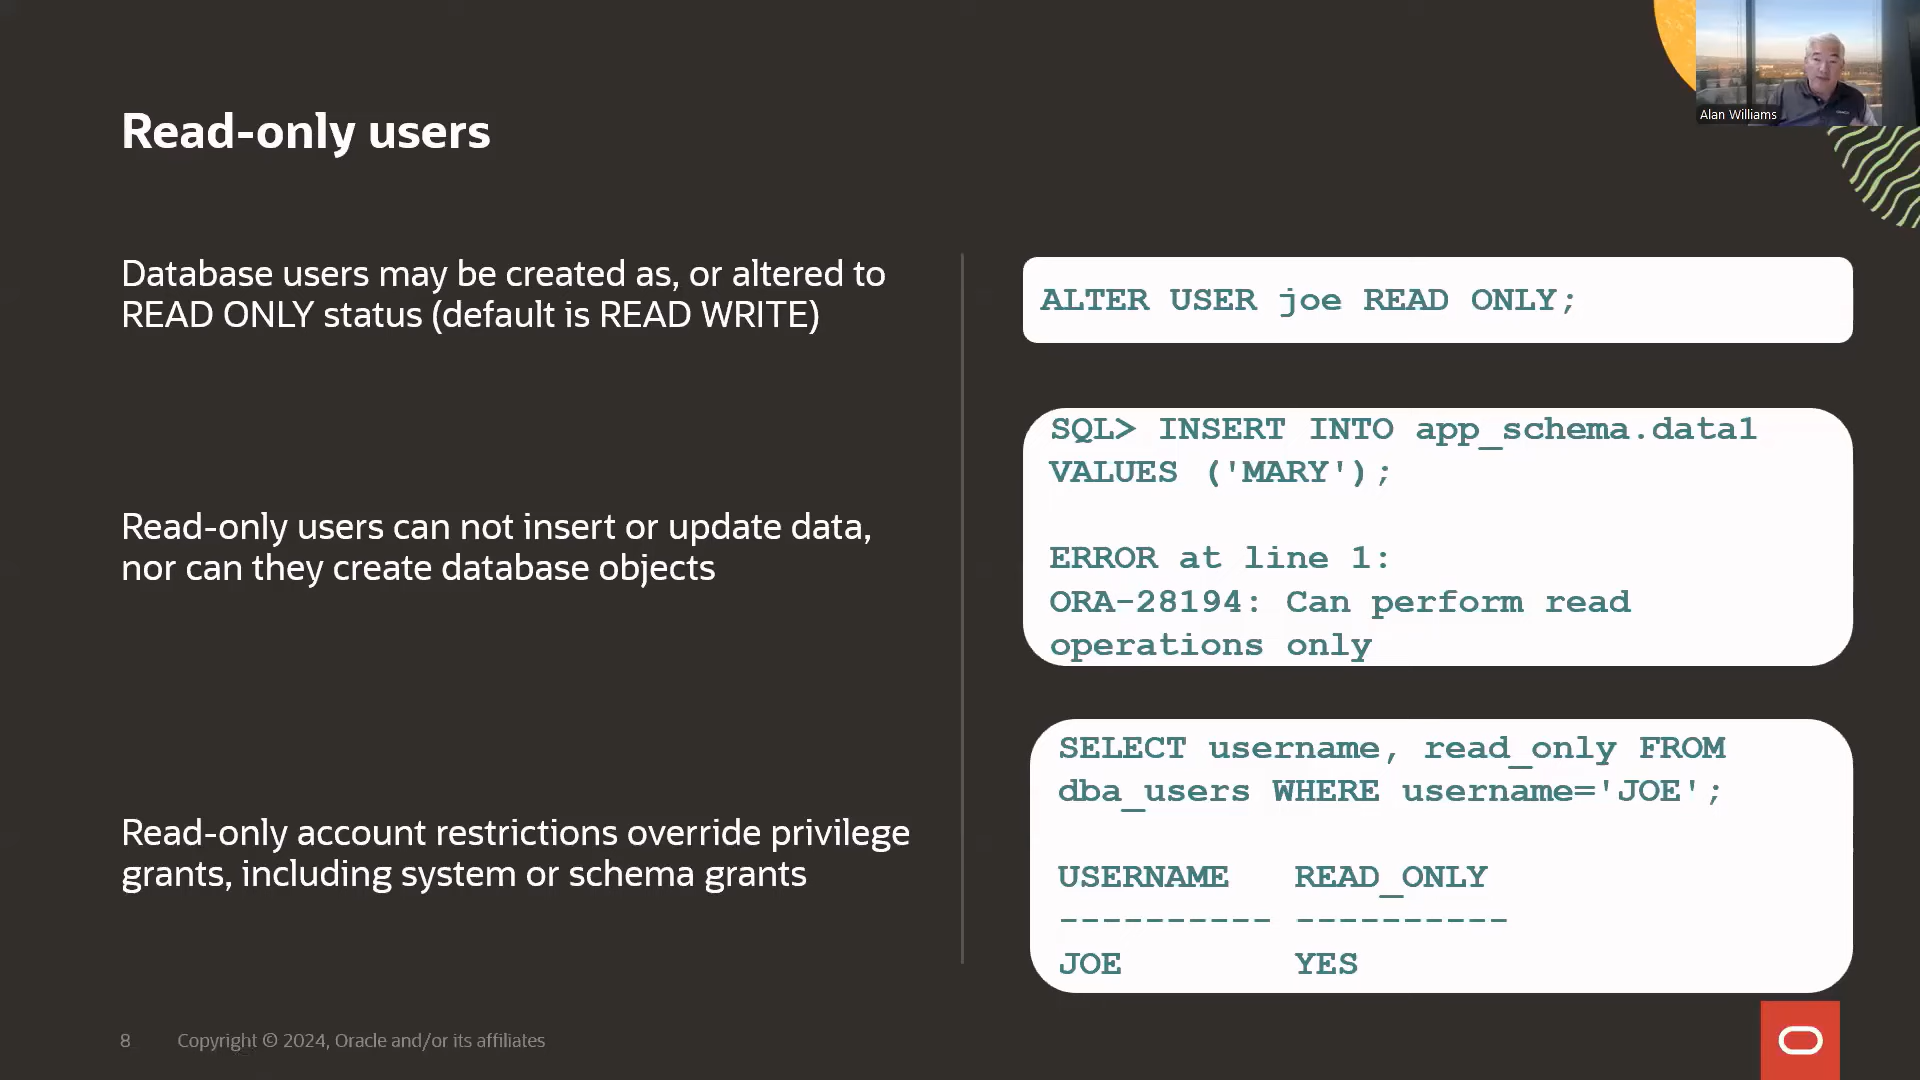 Alan Williams
Read-only users
Database users may be created as, or altered to
READ ONLY status (default is READ WRITE)
ALTER USER joe READ ONLY;
Read-only users can not insert or update data,
nor can they create database objects
SQL> INSERT INTO app_schema.data1
VALUES ('MARY');
ERROR at line 1:
ORA-28194: Can perform read
operations only
Read-only account restrictions override privilege
grants, including system or schema grants
SELECT username, read_only FROM
dba_users WHERE username='JOE';
USERNAME   READ_ONLY
---------- ----------
JOE        YES
8 Copyright © 2024, Oracle and/or its affiliates